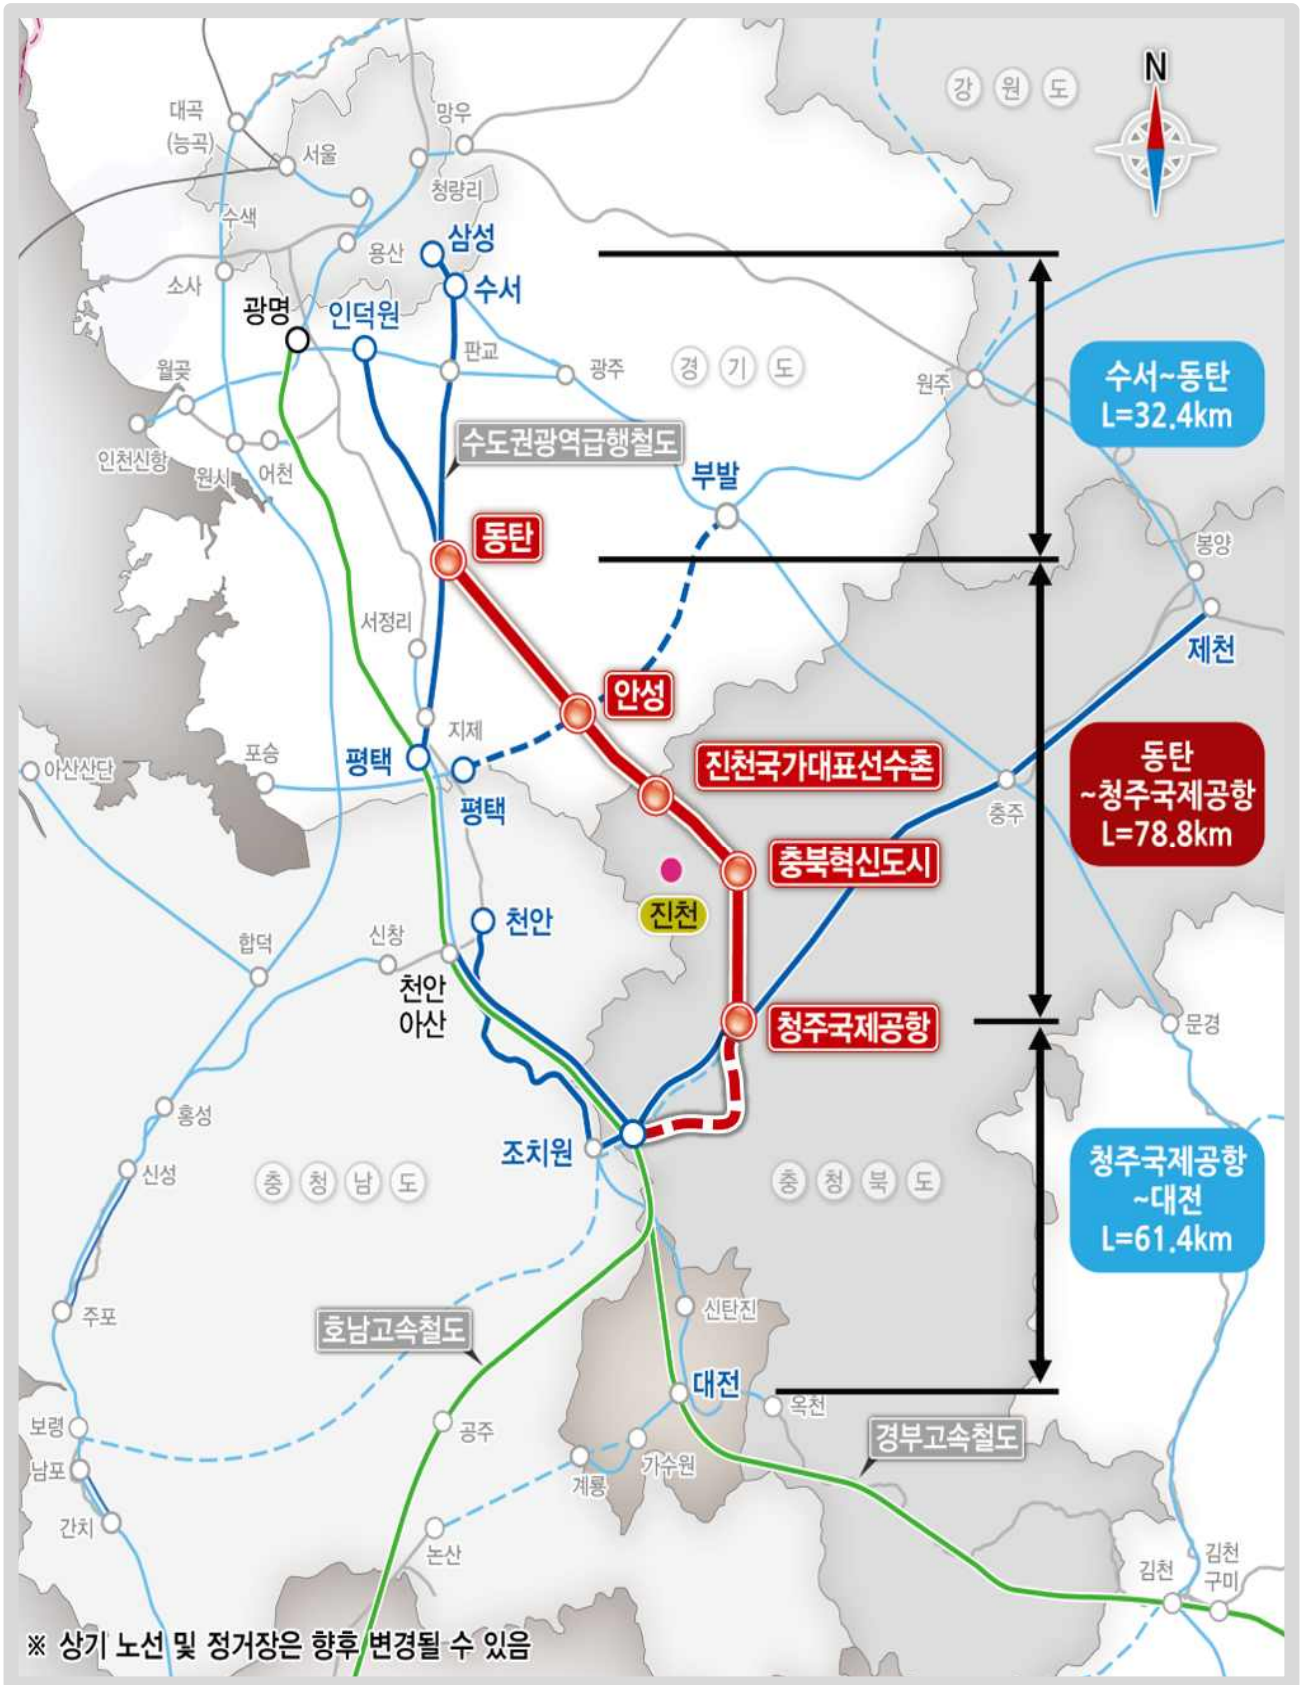 강원도
N
대곡
(능곡)
망우
서울
청량리
수색
용산
삼성
소사
수서
광명
인덕원
판교
광주
경기도
월곶
원주
수서~동탄
L=32.4km
인천신항
원시
어천
수도권광역급행철도
부발
동탄
봉양
서정리
제천
안성
지제
포승
평택
아산산단
평택
진천국가대표선수촌
동탄
~청주국제공항
L=78.8km
충주
충북혁신도시
진천
천안
신창
합덕
천안
아산
청주국제공항
문경
홍성
조치원
신성
충청남도
충청북도
청주국제공항
~대전
L=61.4km
주포
호남고속철도
신탄진
대전
옥천
보령
공주
경부고속철도
남포
가수원
계룡
간치
논산
김천
김천
구미
※ 상기 노선 및 정거장은 향후 변경될 수 있음